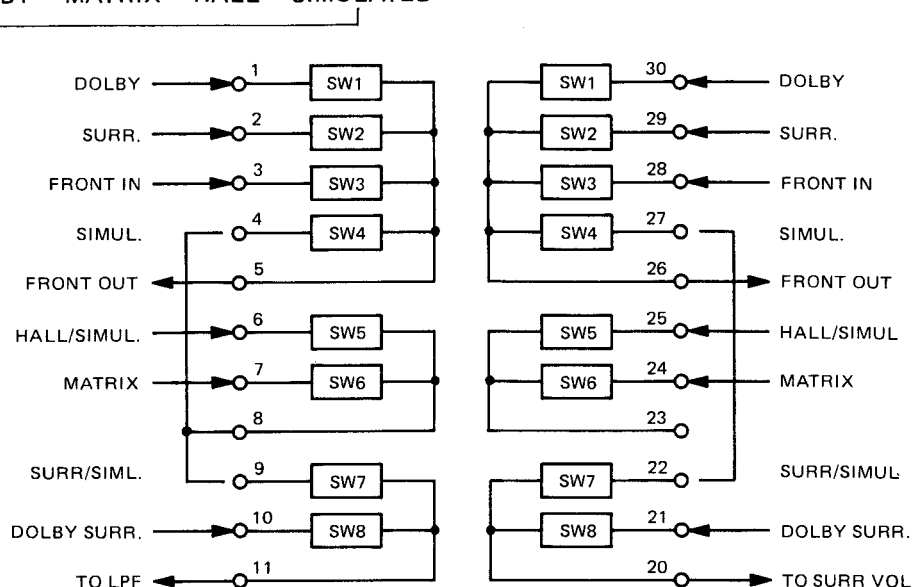 MATRIX HALL SIMULATED
DOLBY 1 SW1 SW1 30 DOLBY
SURR. 2 SW2 SW2 29 SURR.
FRONT IN 3 SW3 SW3 28 FRONT IN
SIMUL. 4 SW4 SW4 27 SIMUL.
FRONT OUT 5 26 FRONT OUT
HALL/SIMUL. 6 SW5 SW5 25 HALL/SIMUL
MATRIX 7 SW6 SW6 24 MATRIX
8 23
SURR/SIML. 9 SW7 SW7 22 SURR/SIMUL
DOLBY SURR. 10 SW8 SW8 21 DOLBY SURR.
TO LPF 11 20 TO SURR VOL